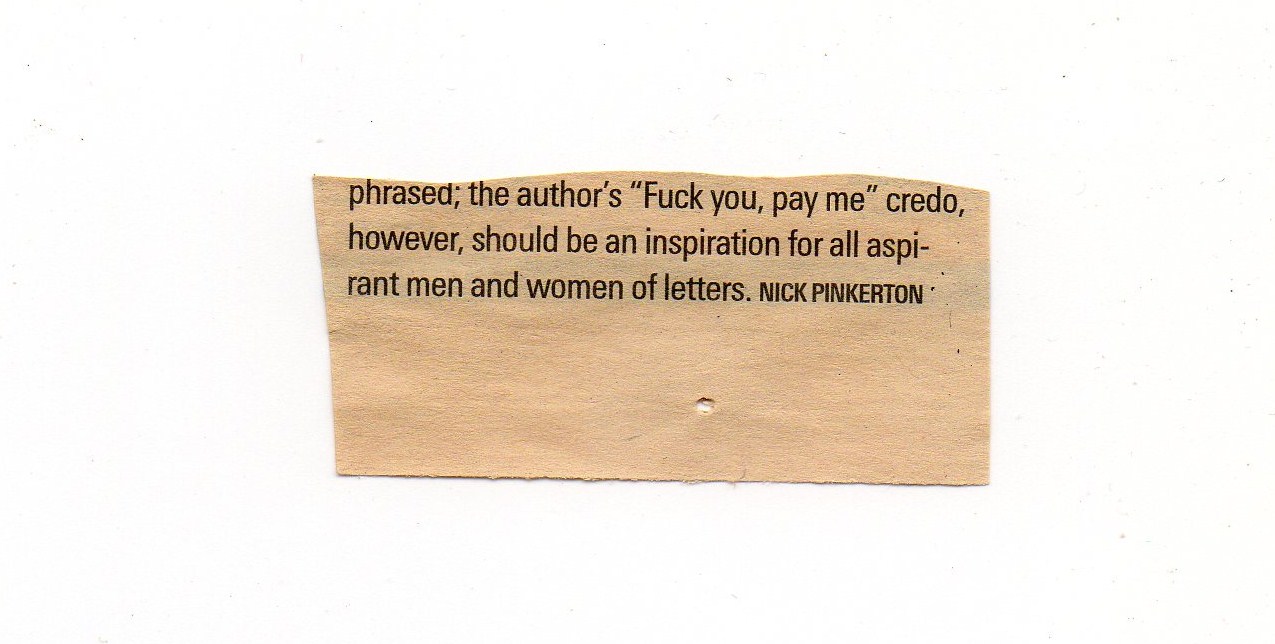 phrased; the author's “Fuck you, pay me” credo,
however, should be an inspiration for all aspi-
rant men and women of letters. NICK PINKERTON